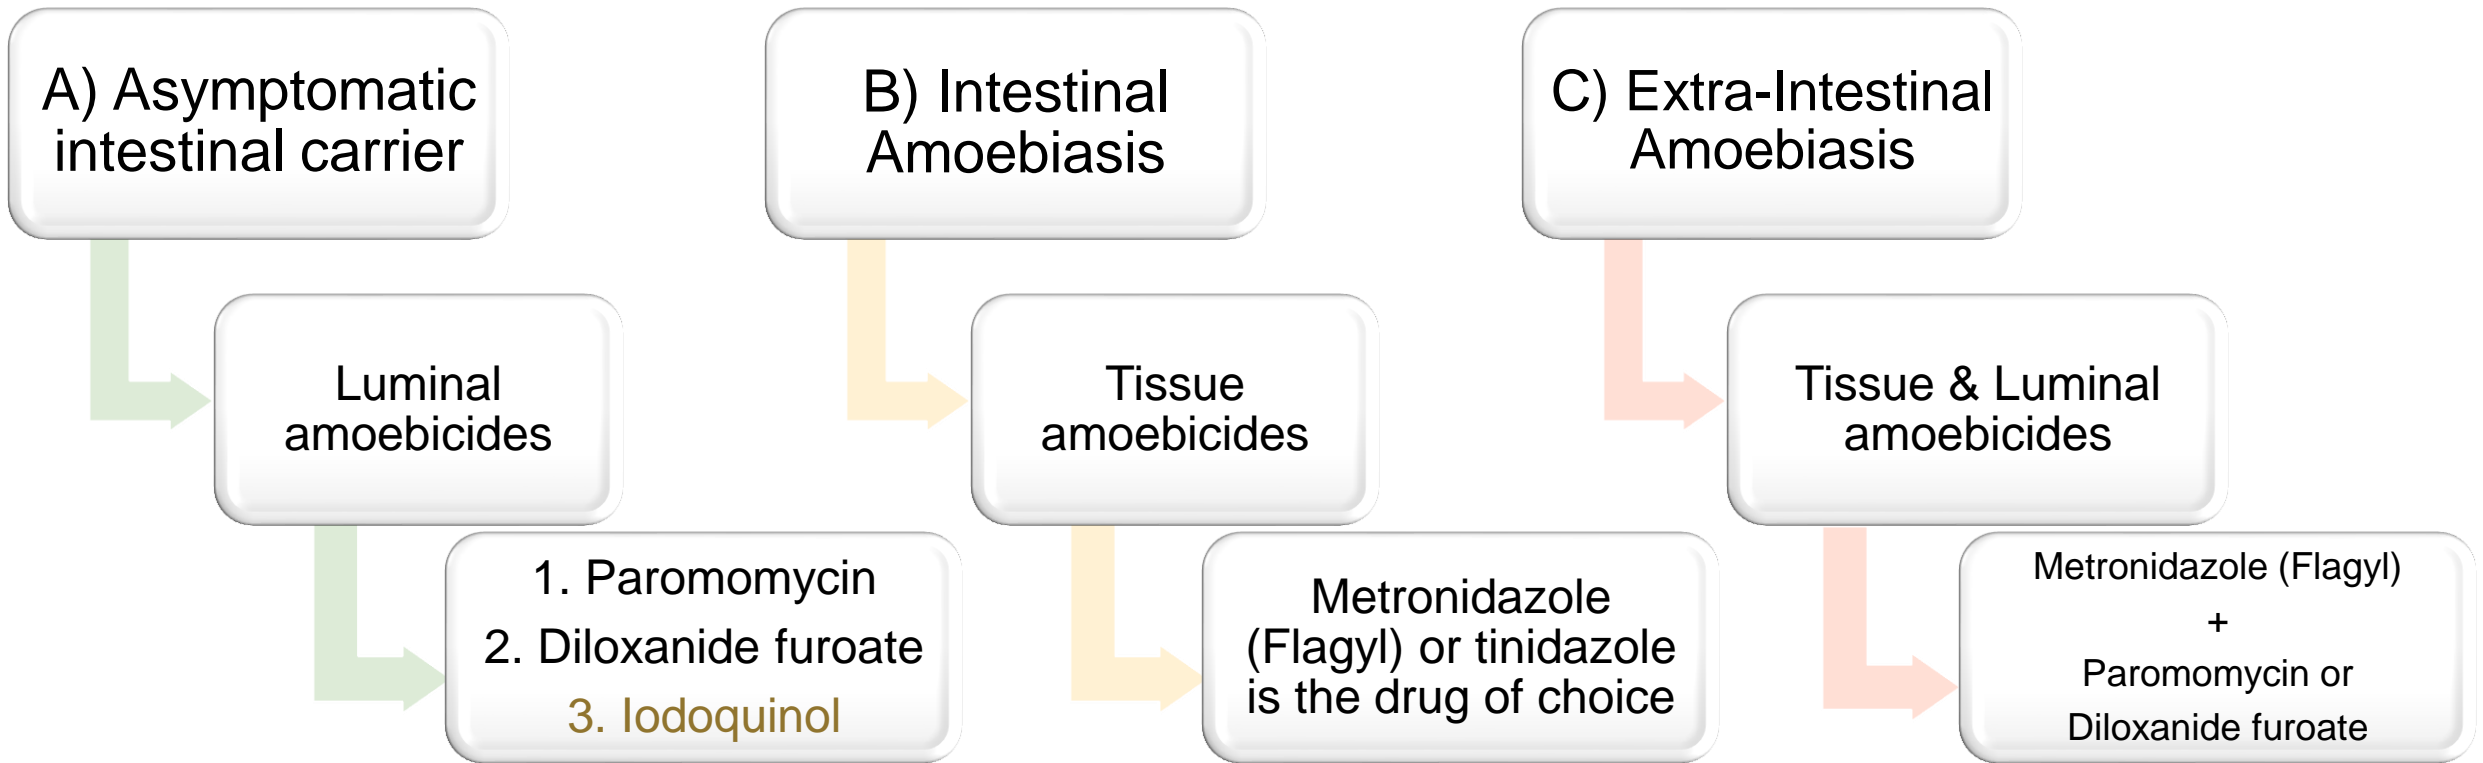 A) Asymptomatic
intestinal carrier
Luminal
amoebicides
1. Paromomycin
2. Diloxanide furoate
3. Iodoquinol
B) Intestinal
Amoebiasis
Tissue
amoebicides
Metronidazole
(Flagyl) or tinidazole
is the drug of choice
C) Extra-Intestinal
Amoebiasis
Tissue & Luminal
amoebicides
Metronidazole (Flagyl)
+
Paromomycin or
Diloxanide furoate